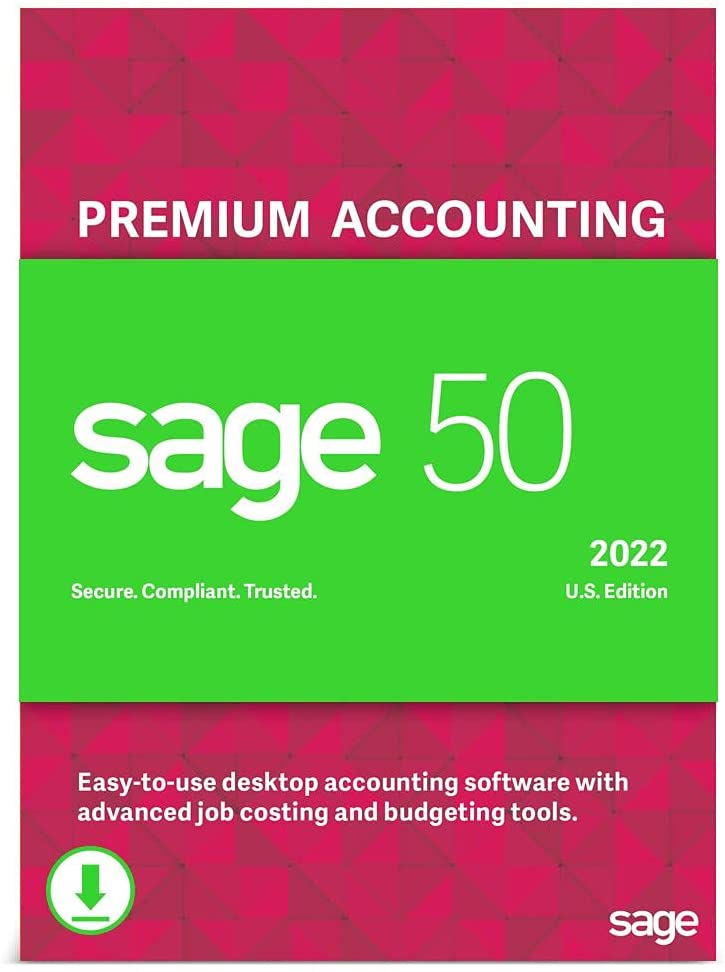 PREMIUM ACCOUNTING
sage 50
2022
Secure. Compliant. Trusted.
U.S. Edition
Easy-to-use desktop accounting software with
advanced job costing and budgeting tools.
sage